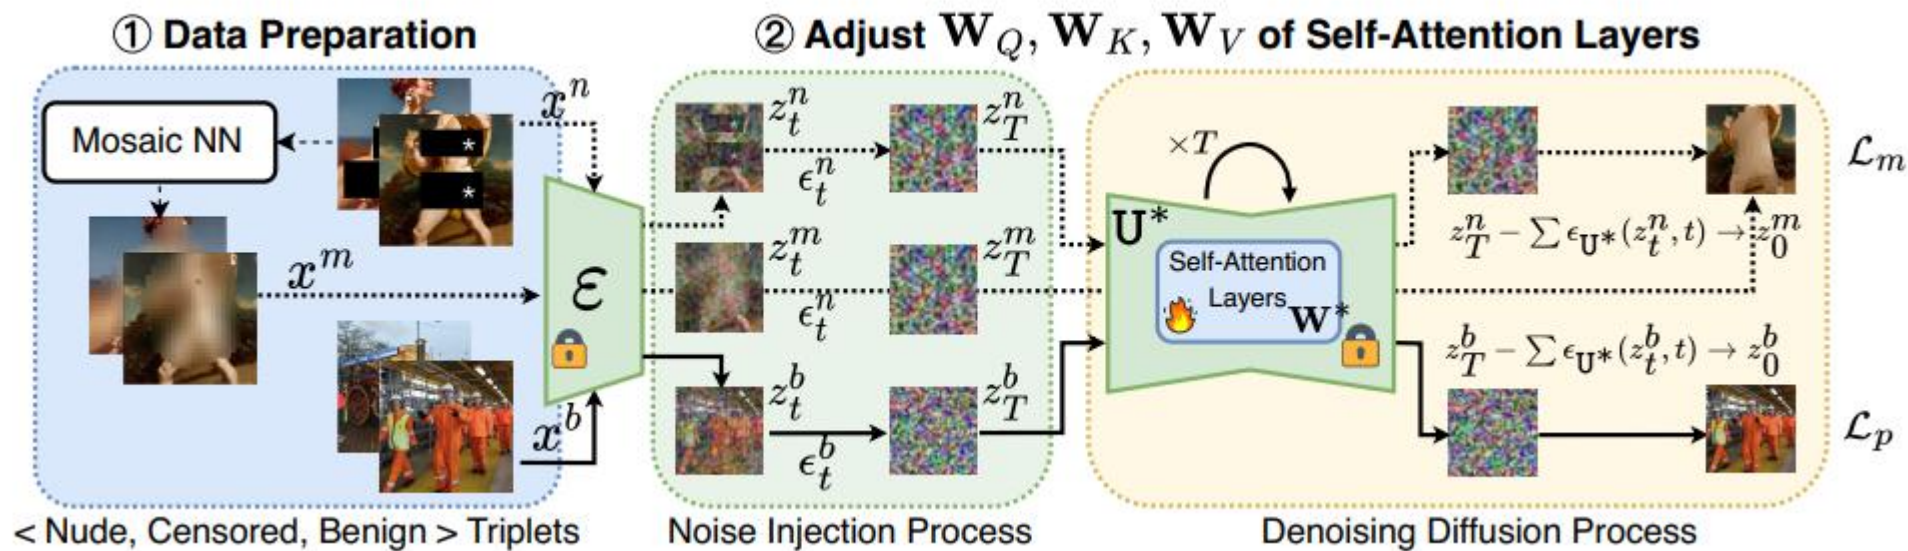 ① Data Preparation
② Adjust W_Q, W_K, W_V of Self-Attention Layers
Mosaic NN
x^n
*
*
x^m
x^b
ε
z_t^n
z_T^n
ϵ_t^n
z_t^m
z_T^m
ϵ_t^n
z_t^b
z_T^b
ϵ_t^b
×T
U*
Self-Attention
Layers
W*
z_T^n − ∑ ϵ_U*(z_t^n, t) → z_0^m
z_T^b − ∑ ϵ_U*(z_t^b, t) → z_0^b
ℒ_m
ℒ_p
< Nude, Censored, Benign > Triplets
Noise Injection Process
Denoising Diffusion Process